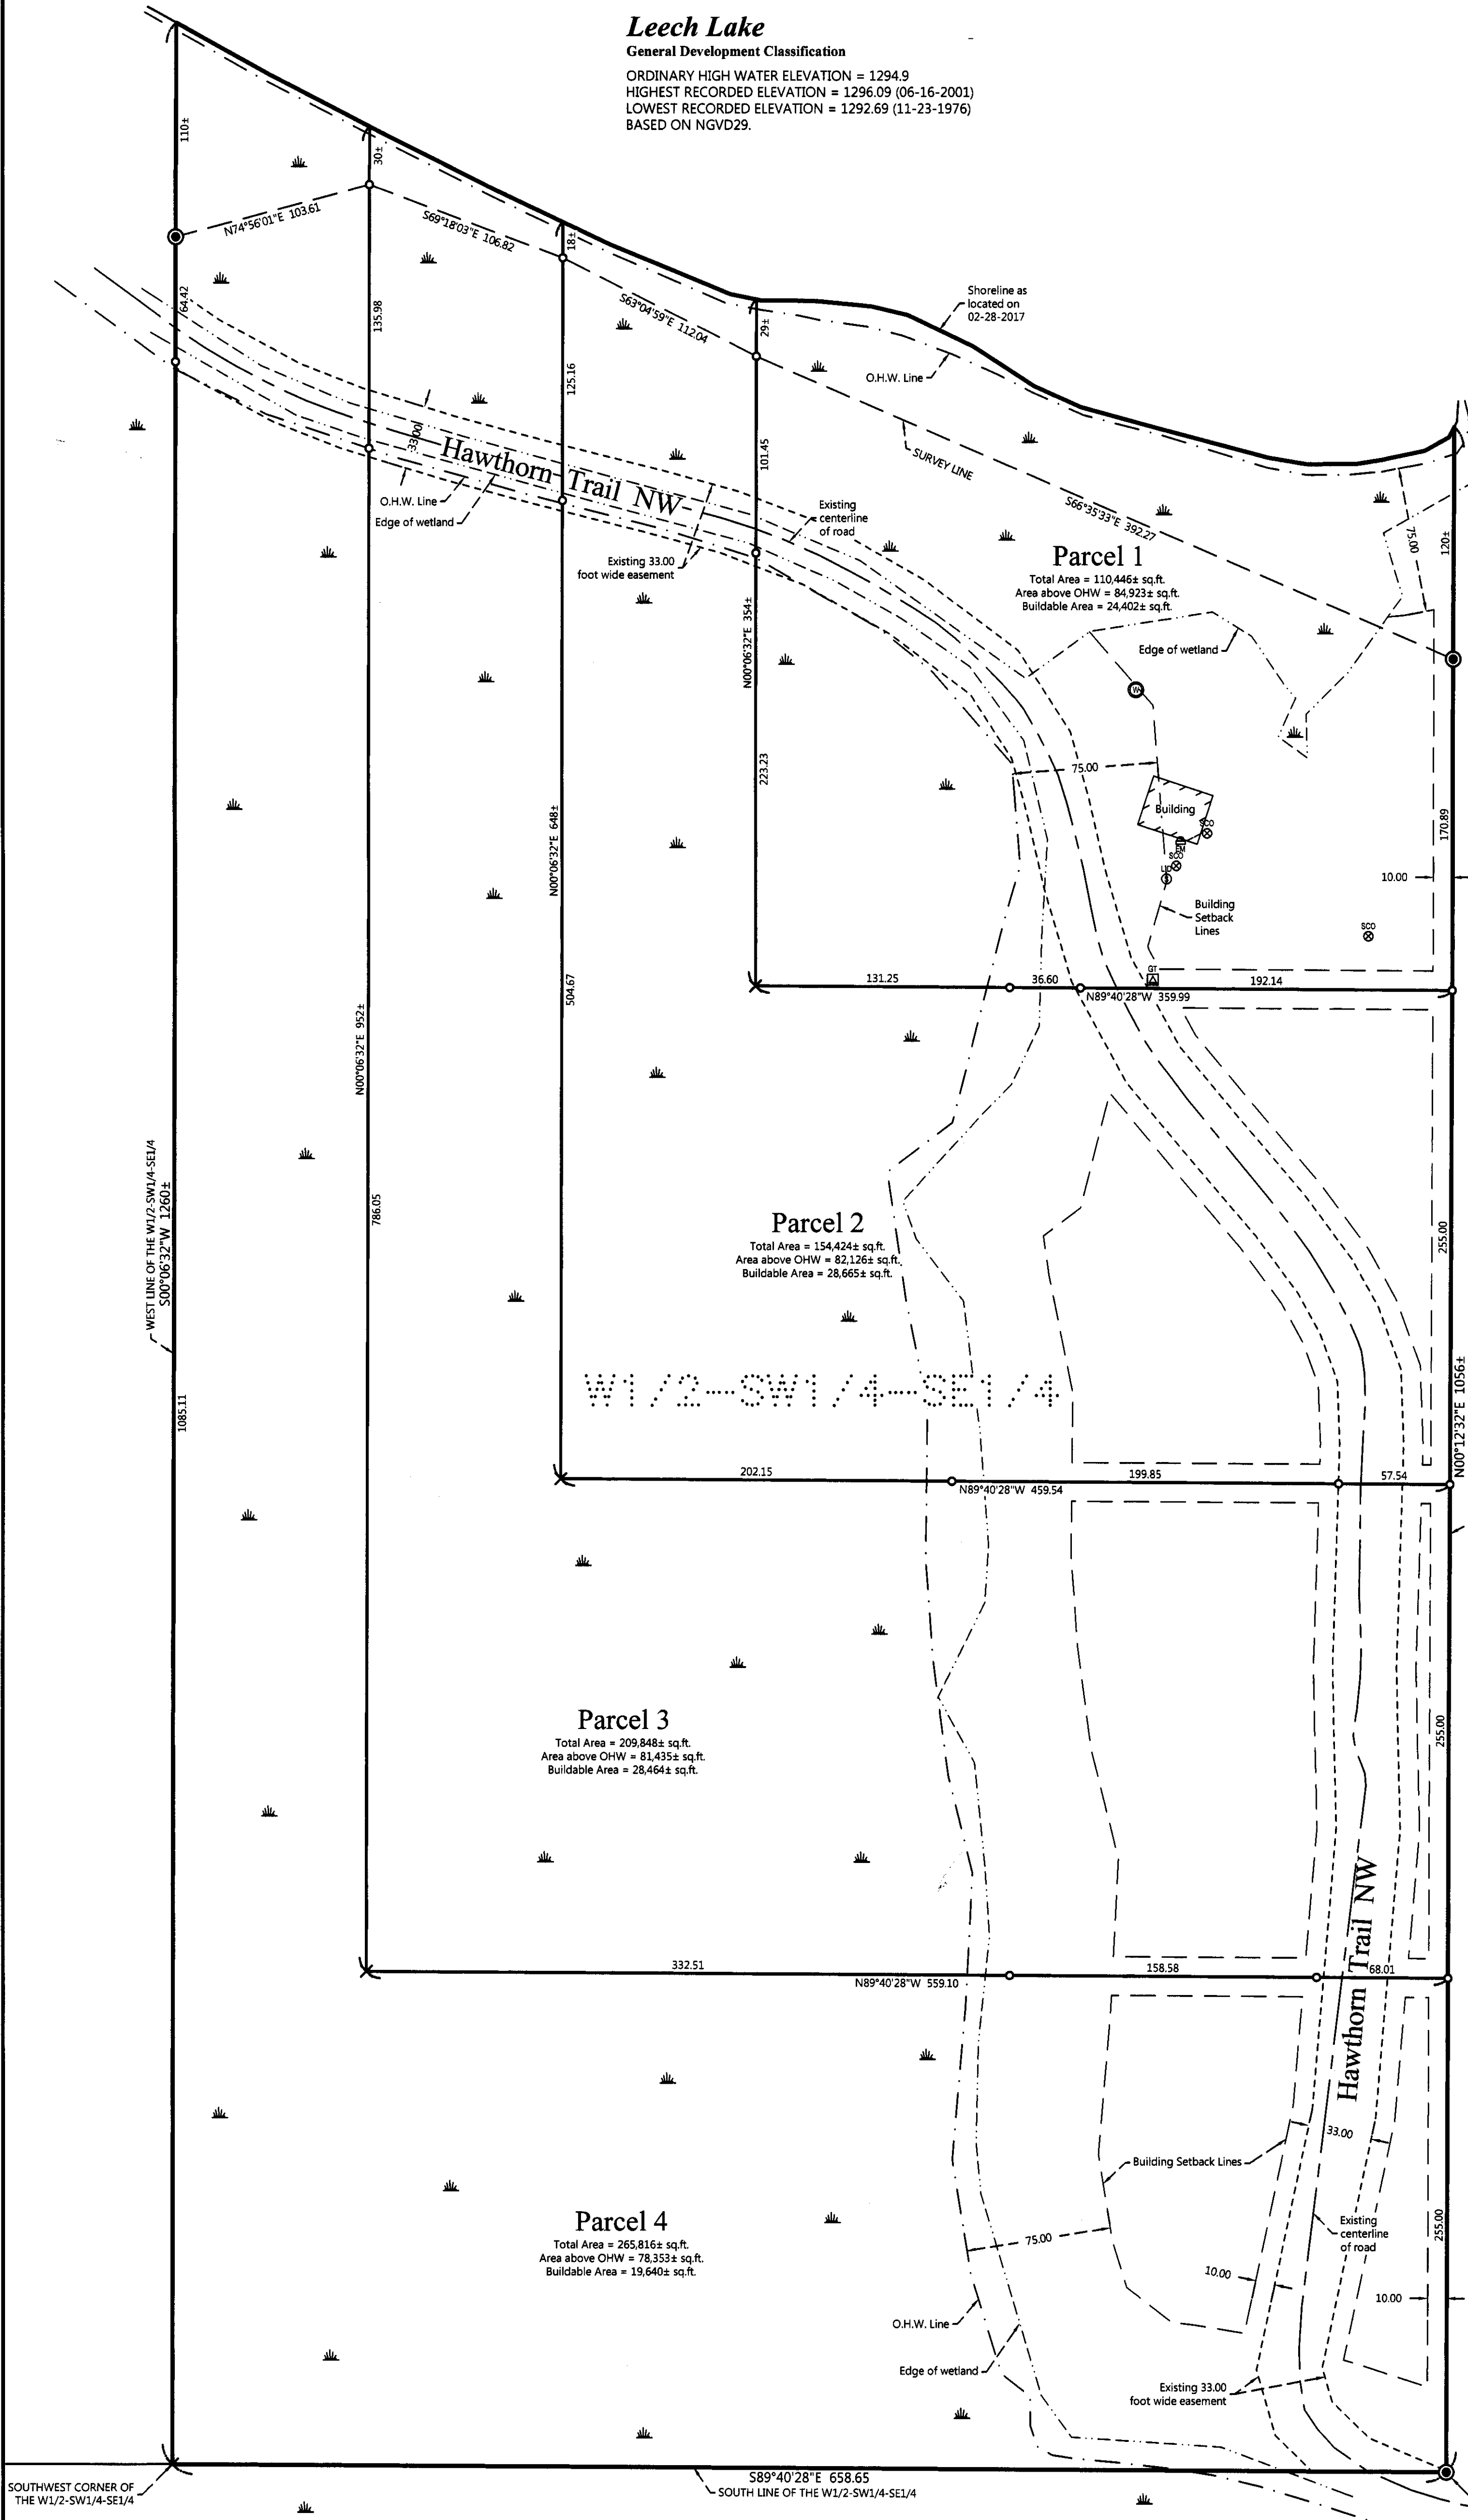 Leech Lake
General Development Classification
ORDINARY HIGH WATER ELEVATION = 1294.9
HIGHEST RECORDED ELEVATION = 1296.09 (06-16-2001)
LOWEST RECORDED ELEVATION = 1292.69 (11-23-1976)
BASED ON NGVD29.
110±
30±
N74°56'01"E 103.61
S69°18'03"E 106.82
18±
64.42
135.98
S63°04'59"E 112.04
29±
Shoreline as
located on
02-28-2017
O.H.W. Line
125.16
33.00
Hawthorn Trail NW
101.45
SURVEY LINE
O.H.W. Line
Edge of wetland
Existing
centerline
of road
S66°35'33"E 392.27
75.00
120±
Existing 33.00
foot wide easement
Parcel 1
Total Area = 110,446± sq.ft.
Area above OHW = 84,923± sq.ft.
Buildable Area = 24,402± sq.ft.
N00°06'32"E 354±
Edge of wetland
W
75.00
223.23
Building
SCO
SCO
170.89
10.00
N00°06'32"E 648±
Building
Setback
Lines
SCO
GT
131.25
36.60
192.14
N89°40'28"W 359.99
504.67
N00°06'32"E 952±
WEST LINE OF THE W1/2-SW1/4-SE1/4
S00°06'32"W 1260±
786.05
Parcel 2
Total Area = 154,424± sq.ft.
Area above OHW = 82,126± sq.ft.
Buildable Area = 28,665± sq.ft.
255.00
W1/2-SW1/4-SE1/4
1085.11
N00°12'32"E 1056±
202.15
199.85
57.54
N89°40'28"W 459.54
Parcel 3
Total Area = 209,848± sq.ft.
Area above OHW = 81,435± sq.ft.
Buildable Area = 28,464± sq.ft.
255.00
332.51
158.58
68.01
N89°40'28"W 559.10
Hawthorn Trail NW
33.00
Building Setback Lines
Parcel 4
Total Area = 265,816± sq.ft.
Area above OHW = 78,353± sq.ft.
Buildable Area = 19,640± sq.ft.
75.00
Existing
centerline
of road
255.00
10.00
10.00
O.H.W. Line
Edge of wetland
Existing 33.00
foot wide easement
S89°40'28"E 658.65
SOUTH LINE OF THE W1/2-SW1/4-SE1/4
SOUTHWEST CORNER OF
THE W1/2-SW1/4-SE1/4